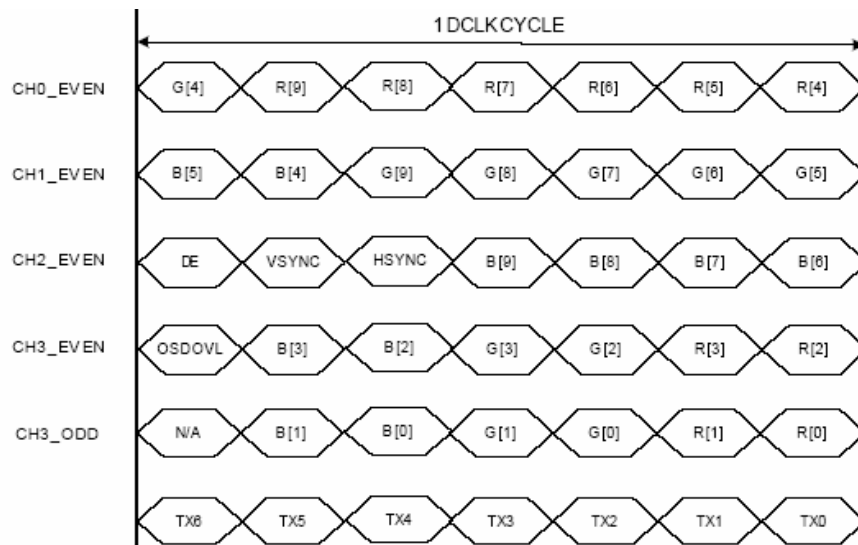 1DCLKCYCLE
CH0_EVEN G[4] R[9] R[8] R[7] R[6] R[5] R[4]
CH1_EVEN B[5] B[4] G[9] G[8] G[7] G[6] G[5]
CH2_EVEN DE VSYNC HSYNC B[9] B[8] B[7] B[6]
CH3_EVEN OSDOVL B[3] B[2] G[3] G[2] R[3] R[2]
CH3_ODD N/A B[1] B[0] G[1] G[0] R[1] R[0]
TX6 TX5 TX4 TX3 TX2 TX1 TX0